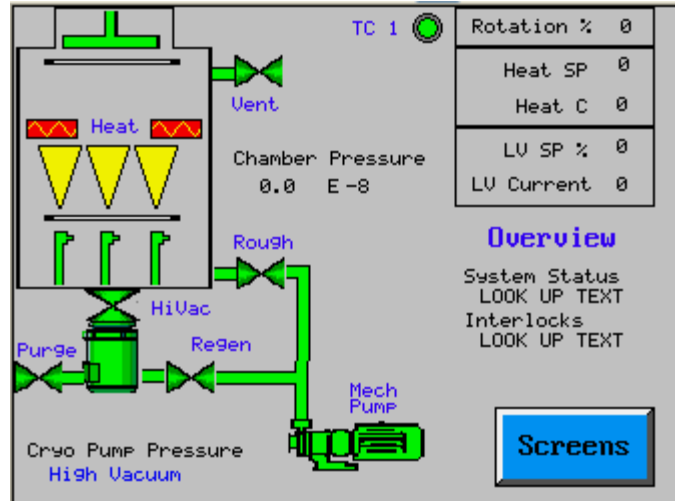 TC 1
Rotation % 0
Heat SP 0
Heat C 0
LV SP % 0
LV Current 0
Vent
Heat
Chamber Pressure
0.0 E-8
Overview
Rough
System Status
LOOK UP TEXT
Interlocks
LOOK UP TEXT
HiVac
Purge
Regen
Mech
Pump
Cryo Pump Pressure
High Vacuum
Screens